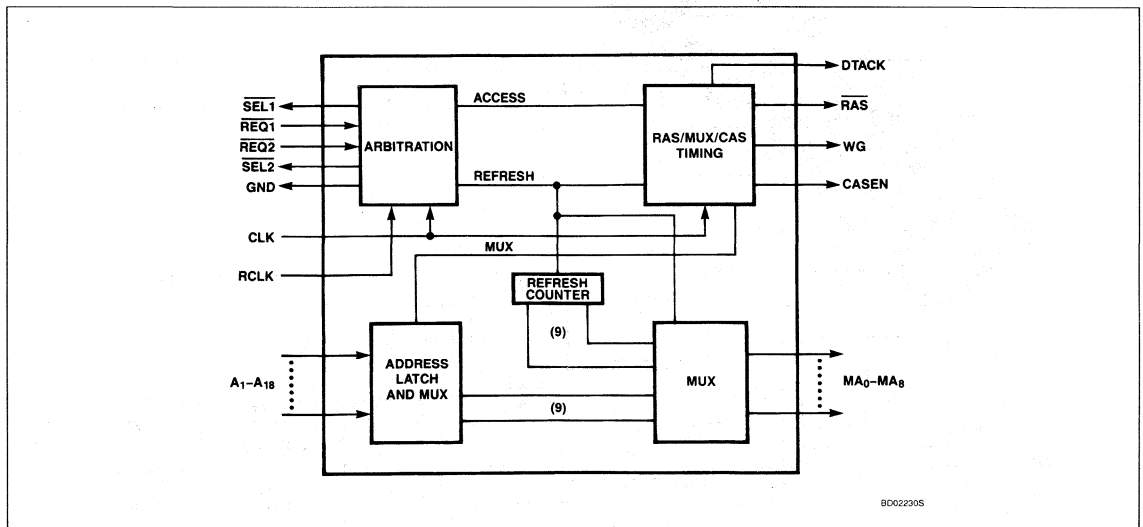 DTACK
SEL1
REQ1
REQ2
SEL2
GND
ARBITRATION
ACCESS
REFRESH
RAS/MUX/CAS
TIMING
RAS
WG
CASEN
CLK
RCLK
MUX
REFRESH
COUNTER
(9)
A1–A18
ADDRESS
LATCH
AND MUX
(9)
MUX
MA0–MA8
BD02230S